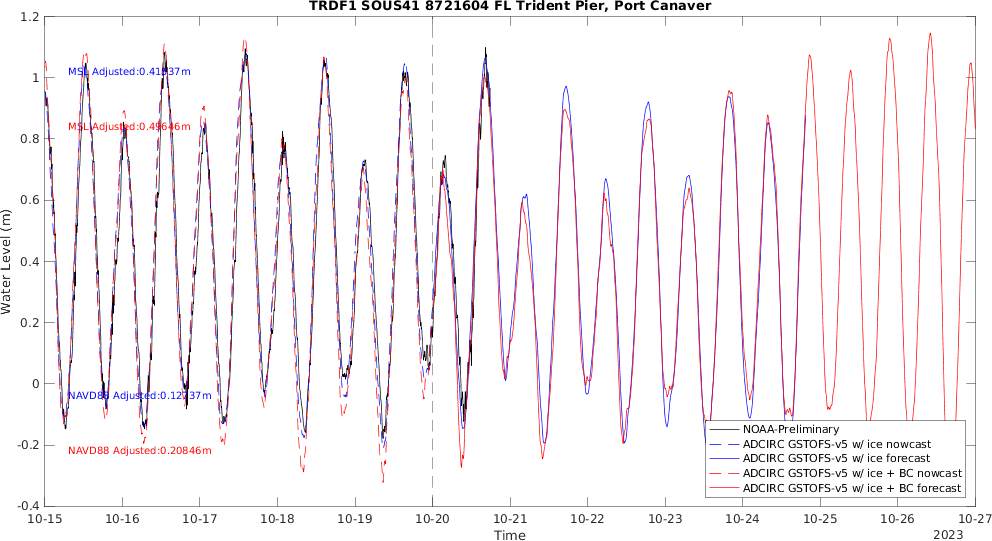 TRDF1 SOUS41 8721604 FL Trident Pier, Port Canaver
Water Level (m)
1.2
1
0.8
0.6
0.4
0.2
0
-0.2
-0.4
MSL Adjusted:0.41937m
MSL Adjusted:0.49646m
NAVD88 Adjusted:0.12737m
NAVD88 Adjusted:0.20846m
NOAA-Preliminary
ADCIRC GSTOFS-v5 w/ ice nowcast
ADCIRC GSTOFS-v5 w/ ice forecast
ADCIRC GSTOFS-v5 w/ ice + BC nowcast
ADCIRC GSTOFS-v5 w/ ice + BC forecast
10-15 10-16 10-17 10-18 10-19 10-20 10-21 10-22 10-23 10-24 10-25 10-26 10-27
Time
2023